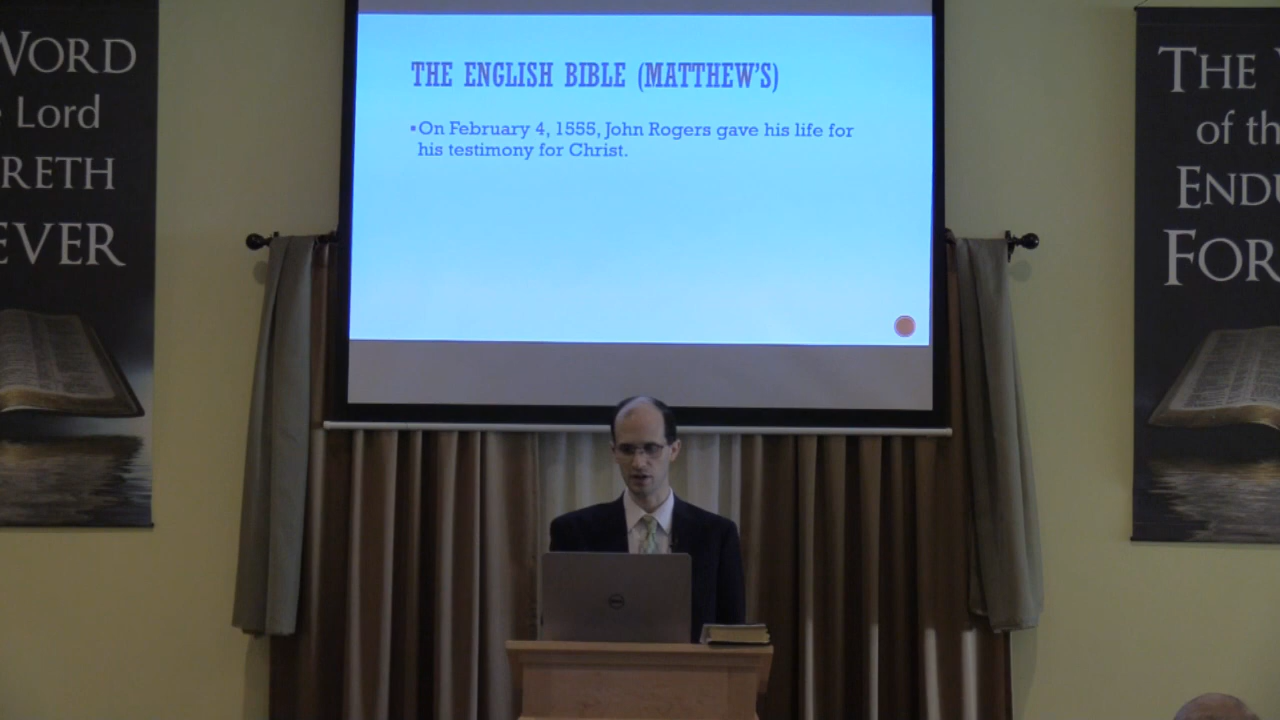 WORD
Lord
RETH
EVER
THE ENGLISH BIBLE (MATTHEW'S)
▪On February 4, 1555, John Rogers gave his life for
his testimony for Christ.
THE
of th
ENDU
FOR
DELL